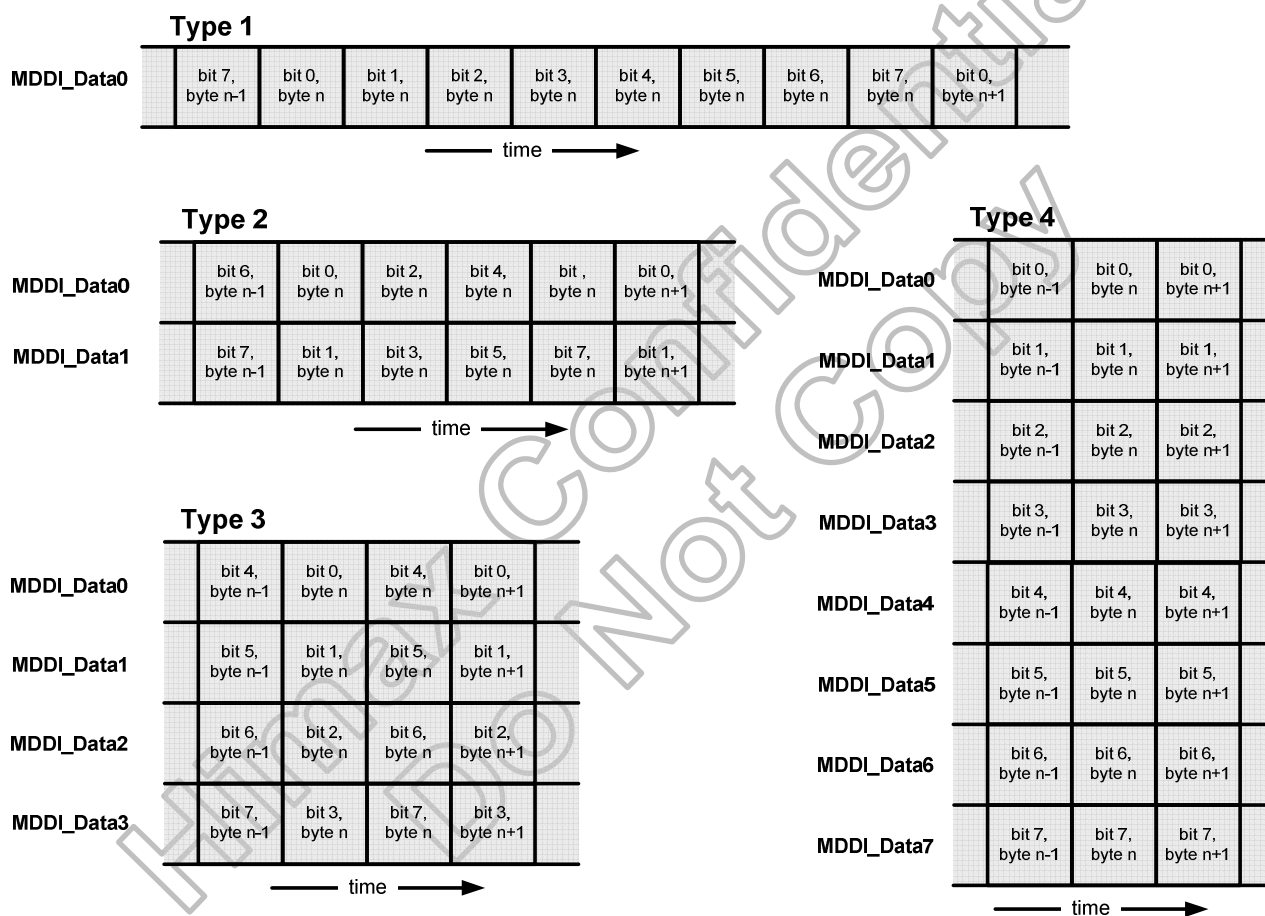 Type 1
MDDI_Data0
bit 7, bit 0, bit 1, bit 2, bit 3, bit 4, bit 5, bit 6, bit 7, bit 0,
byte n-1 byte n byte n byte n byte n byte n byte n byte n byte n byte n+1
time
Type 2
MDDI_Data0
bit 6, bit 0, bit 2, bit 4, bit , bit 0,
byte n-1 byte n byte n byte n byte n byte n+1
MDDI_Data1
bit 7, bit 1, bit 3, bit 5, bit 7, bit 1,
byte n-1 byte n byte n byte n byte n byte n+1
time
Type 3
MDDI_Data0
bit 4, bit 0, bit 4, bit 0,
byte n-1 byte n byte n byte n+1
MDDI_Data1
bit 5, bit 1, bit 5, bit 1,
byte n-1 byte n byte n byte n+1
MDDI_Data2
bit 6, bit 2, bit 6, bit 2,
byte n-1 byte n byte n byte n+1
MDDI_Data3
bit 7, bit 3, bit 7, bit 3,
byte n-1 byte n byte n byte n+1
time
Type 4
MDDI_Data0
bit 0, bit 0, bit 0,
byte n-1 byte n byte n+1
MDDI_Data1
bit 1, bit 1, bit 1,
byte n-1 byte n byte n+1
MDDI_Data2
bit 2, bit 2, bit 2,
byte n-1 byte n byte n+1
MDDI_Data3
bit 3, bit 3, bit 3,
byte n-1 byte n byte n+1
MDDI_Data4
bit 4, bit 4, bit 4,
byte n-1 byte n byte n+1
MDDI_Data5
bit 5, bit 5, bit 5,
byte n-1 byte n byte n+1
MDDI_Data6
bit 6, bit 6, bit 6,
byte n-1 byte n byte n+1
MDDI_Data7
bit 7, bit 7, bit 7,
byte n-1 byte n byte n+1
time
Himax Confidential
Do Not Copy